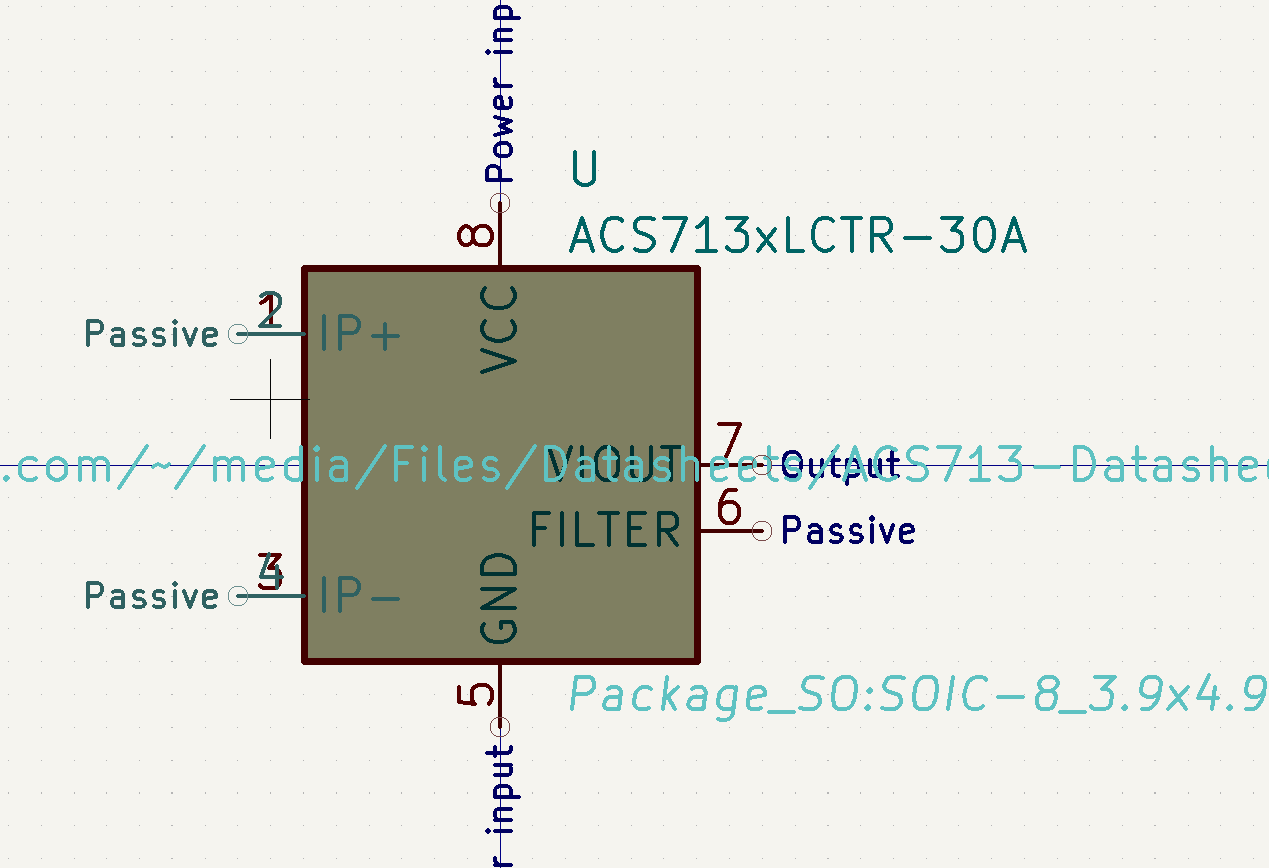 Power inp
U
8
ACS713xLCTR-30A
VCC
1
2
Passive
IP+
7
.com/~/media/Files/Datasheets/ACS713-Datashee
VIOUT
Output
6
FILTER
Passive
3
4
Passive
IP-
GND
5
Package_SO:SOIC-8_3.9x4.9
r input